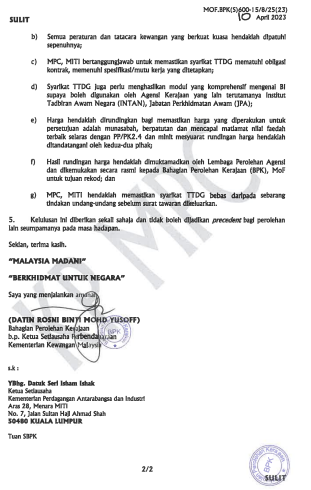 MOF.BPK(S)600-15/8/25(23)
SULIT
10 April 2023
b) Semua peraturan dan tatacara kewangan yang berkuat kuasa hendaklah dipatuhi
sepenuhnya;
c) MPC, MITI bertanggungjawab untuk memastikan syarikat TTDG mematuhi obligasi
kontrak, memenuhi spesifikasi/mutu kerja yang ditetapkan;
d) Syarikat TTDG juga perlu menghasilkan modul yang komprehensif mengenai BI
supaya boleh digunakan oleh Agensi Kerajaan yang lain terutamanya Institut
Tadbiran Awam Negara (INTAN), Jabatan Perkhidmatan Awam (JPA);
e) Harga hendaklah dirundingkan bagi memastikan harga yang diperakukan untuk
persetujuan adalah munasabah, berpatutan dan mencapai matlamat nilai faedah
terbaik selaras dengan PP/PK2.4 dan minit mesyuarat rundingan harga hendaklah
ditandatangani oleh kedua-dua pihak;
f) Hasil rundingan harga hendaklah dimuktamadkan oleh Lembaga Perolehan Agensi
dan dikemukakan secara rasmi kepada Bahagian Perolehan Kerajaan (BPK), MoF
untuk tujuan rekod; dan
g) MPC, MITI hendaklah memastikan syarikat TTDG bebas daripada sebarang
tindakan undang-undang sebelum surat tawaran dikeluarkan.
5. Kelulusan ini diberikan sekali sahaja dan tidak boleh dijadikan precedent bagi perolehan
lain seumpamanya pada masa hadapan.
Sekian, terima kasih.
"MALAYSIA MADANI"
"BERKHIDMAT UNTUK NEGARA"
Saya yang menjalankan amanah,
(DATIN ROSNI BINTI MOHD YUSOFF)
Bahagian Perolehan Kerajaan
b.p. Ketua Setiausaha Perbendaharaan
Kementerian Kewangan Malaysia
BPK
s.k :
YBhg. Datuk Seri Isham Ishak
Ketua Setiausaha
Kementerian Perdagangan Antarabangsa dan Industri
Aras 28, Menara MITI
No. 7, Jalan Sultan Haji Ahmad Shah
50480 KUALA LUMPUR
Tuan SBPK
2/2
BPK
SULIT
KP MPC